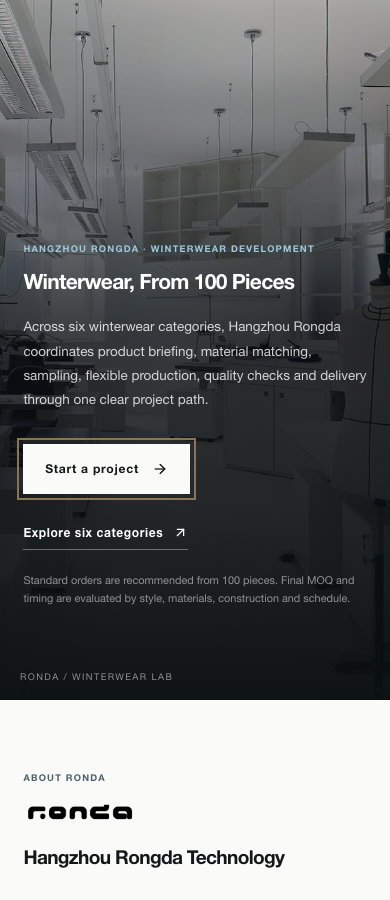 HANGZHOU RONGDA · WINTERWEAR DEVELOPMENT
Winterwear, From 100 Pieces
Across six winterwear categories, Hangzhou Rongda
coordinates product briefing, material matching,
sampling, flexible production, quality checks and delivery
through one clear project path.
Start a project →
Explore six categories ↗
Standard orders are recommended from 100 pieces. Final MOQ and
timing are evaluated by style, materials, construction and schedule.
RONDA / WINTERWEAR LAB
ABOUT RONDA
ronda
Hangzhou Rongda Technology